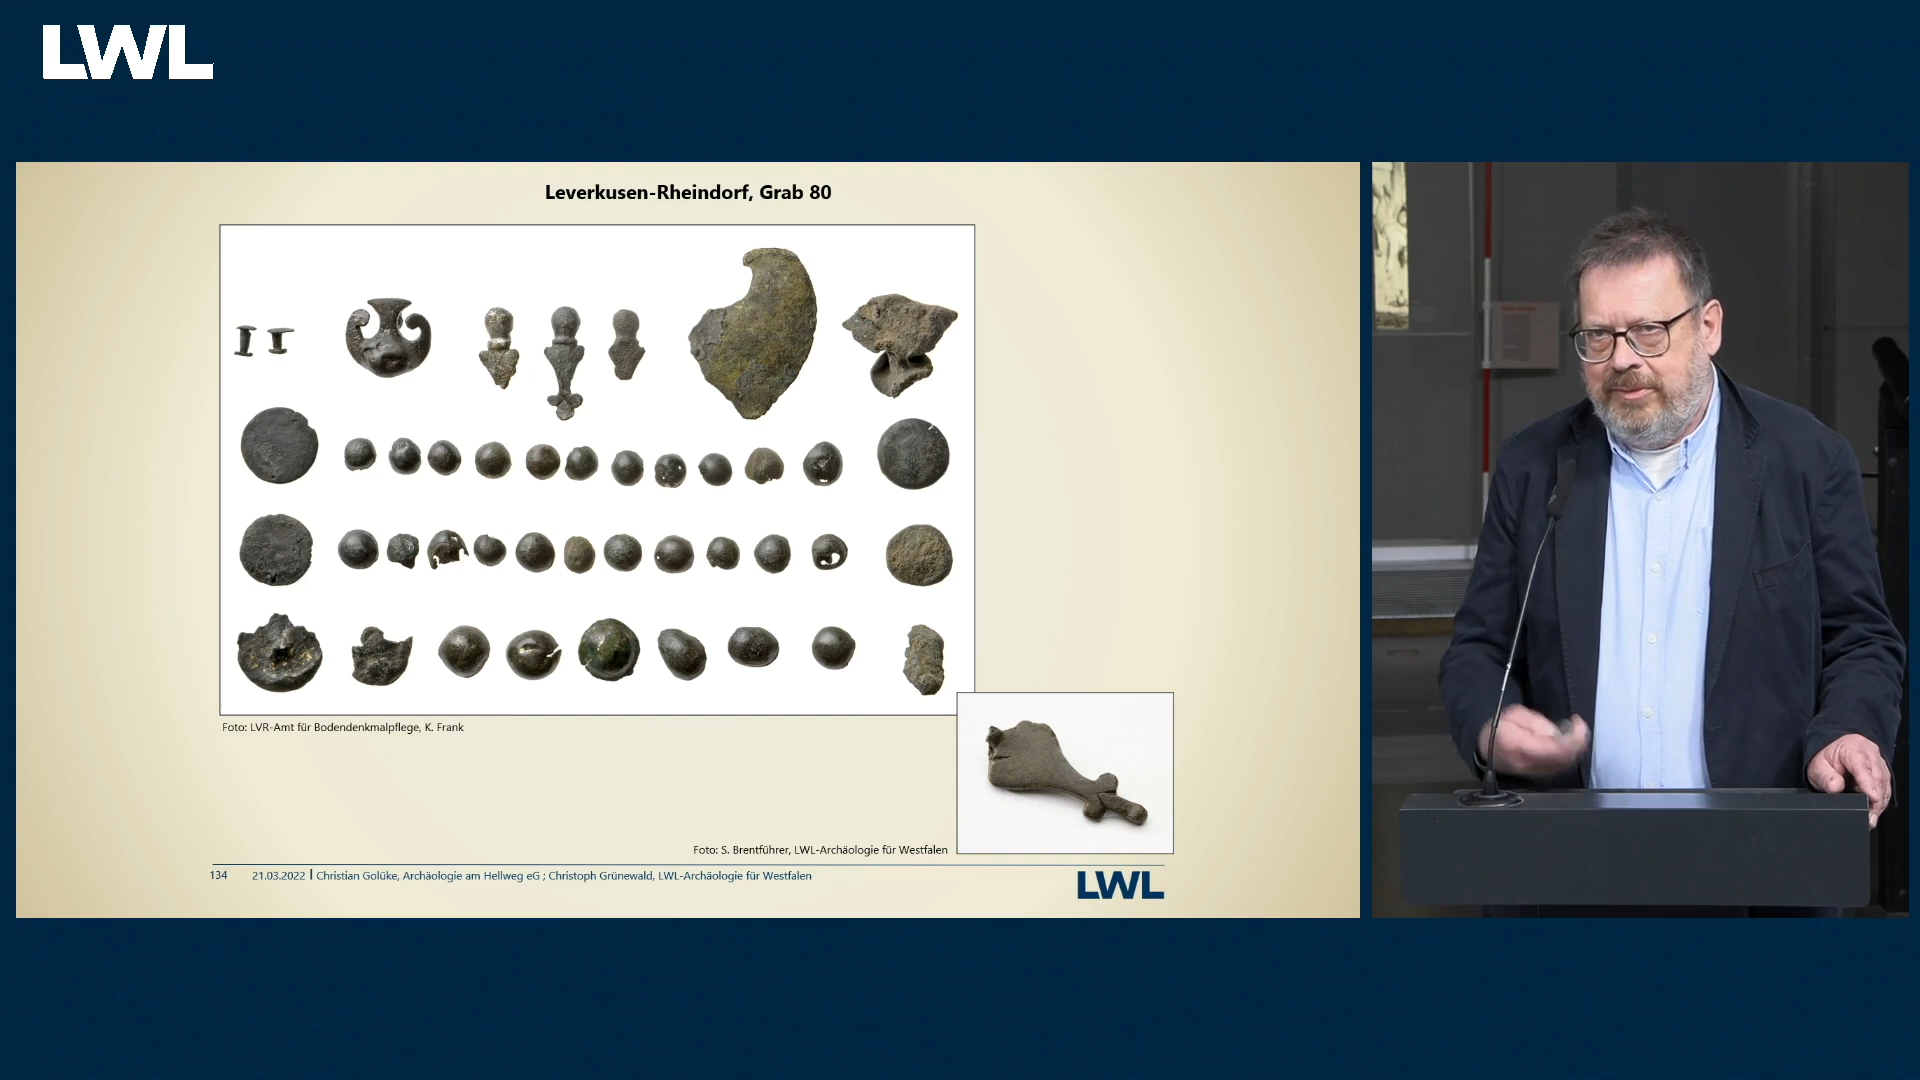 LWL
Leverkusen-Rheindorf, Grab 80
Foto: LVR-Amt für Bodendenkmalpflege, K. Frank
Foto: S. Brentführer, LWL-Archäologie für Westfalen
134 21.03.2022 | Christian Golüke, Archäologie am Hellweg eG ; Christoph Grünewald, LWL-Archäologie für Westfalen
LWL